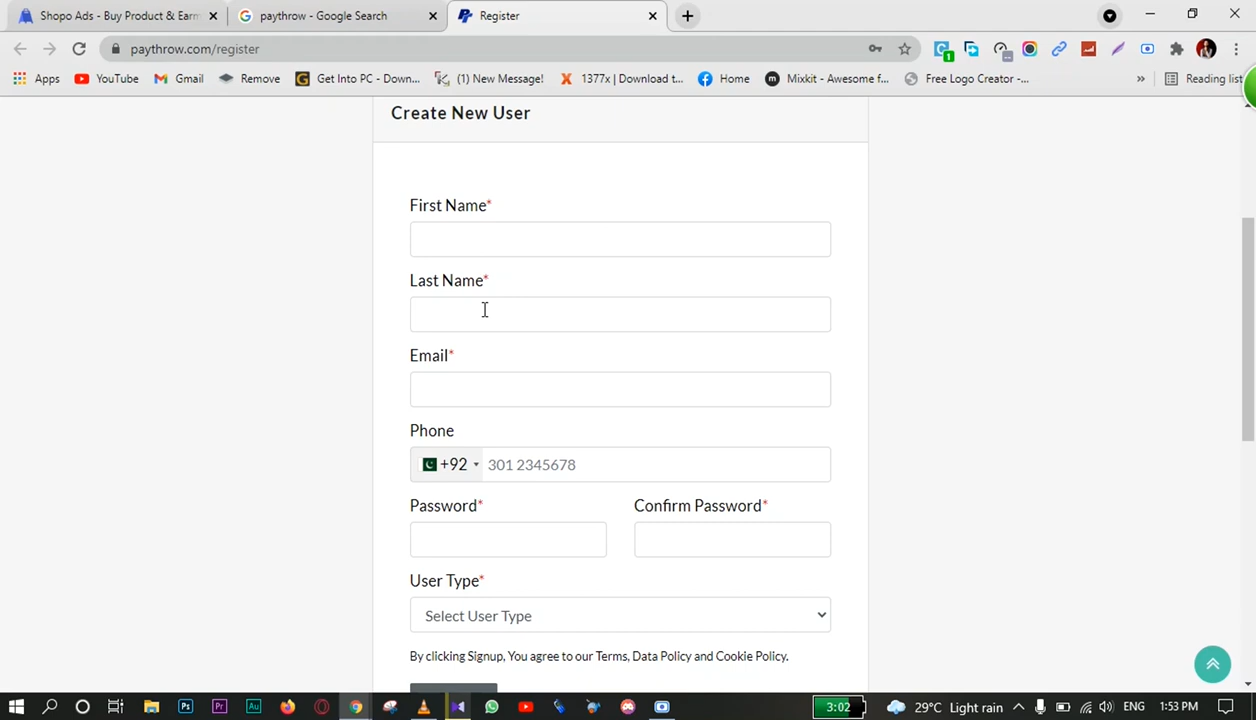 Shopo Ads - Buy Product & Earn
paythrow - Google Search
Register
paythrow.com/register
Apps
YouTube
Gmail
Remove
Get Into PC - Down...
(1) New Message!
1377x | Download t...
Home
Mixkit - Awesome f...
Free Logo Creator -...
»
Reading list
Create New User
First Name*
Last Name*
Email*
Phone
+92 301 2345678
Password* Confirm Password*
User Type*
Select User Type
By clicking Signup, You agree to our Terms, Data Policy and Cookie Policy.
3:02
29°C Light rain
ENG
1:53 PM